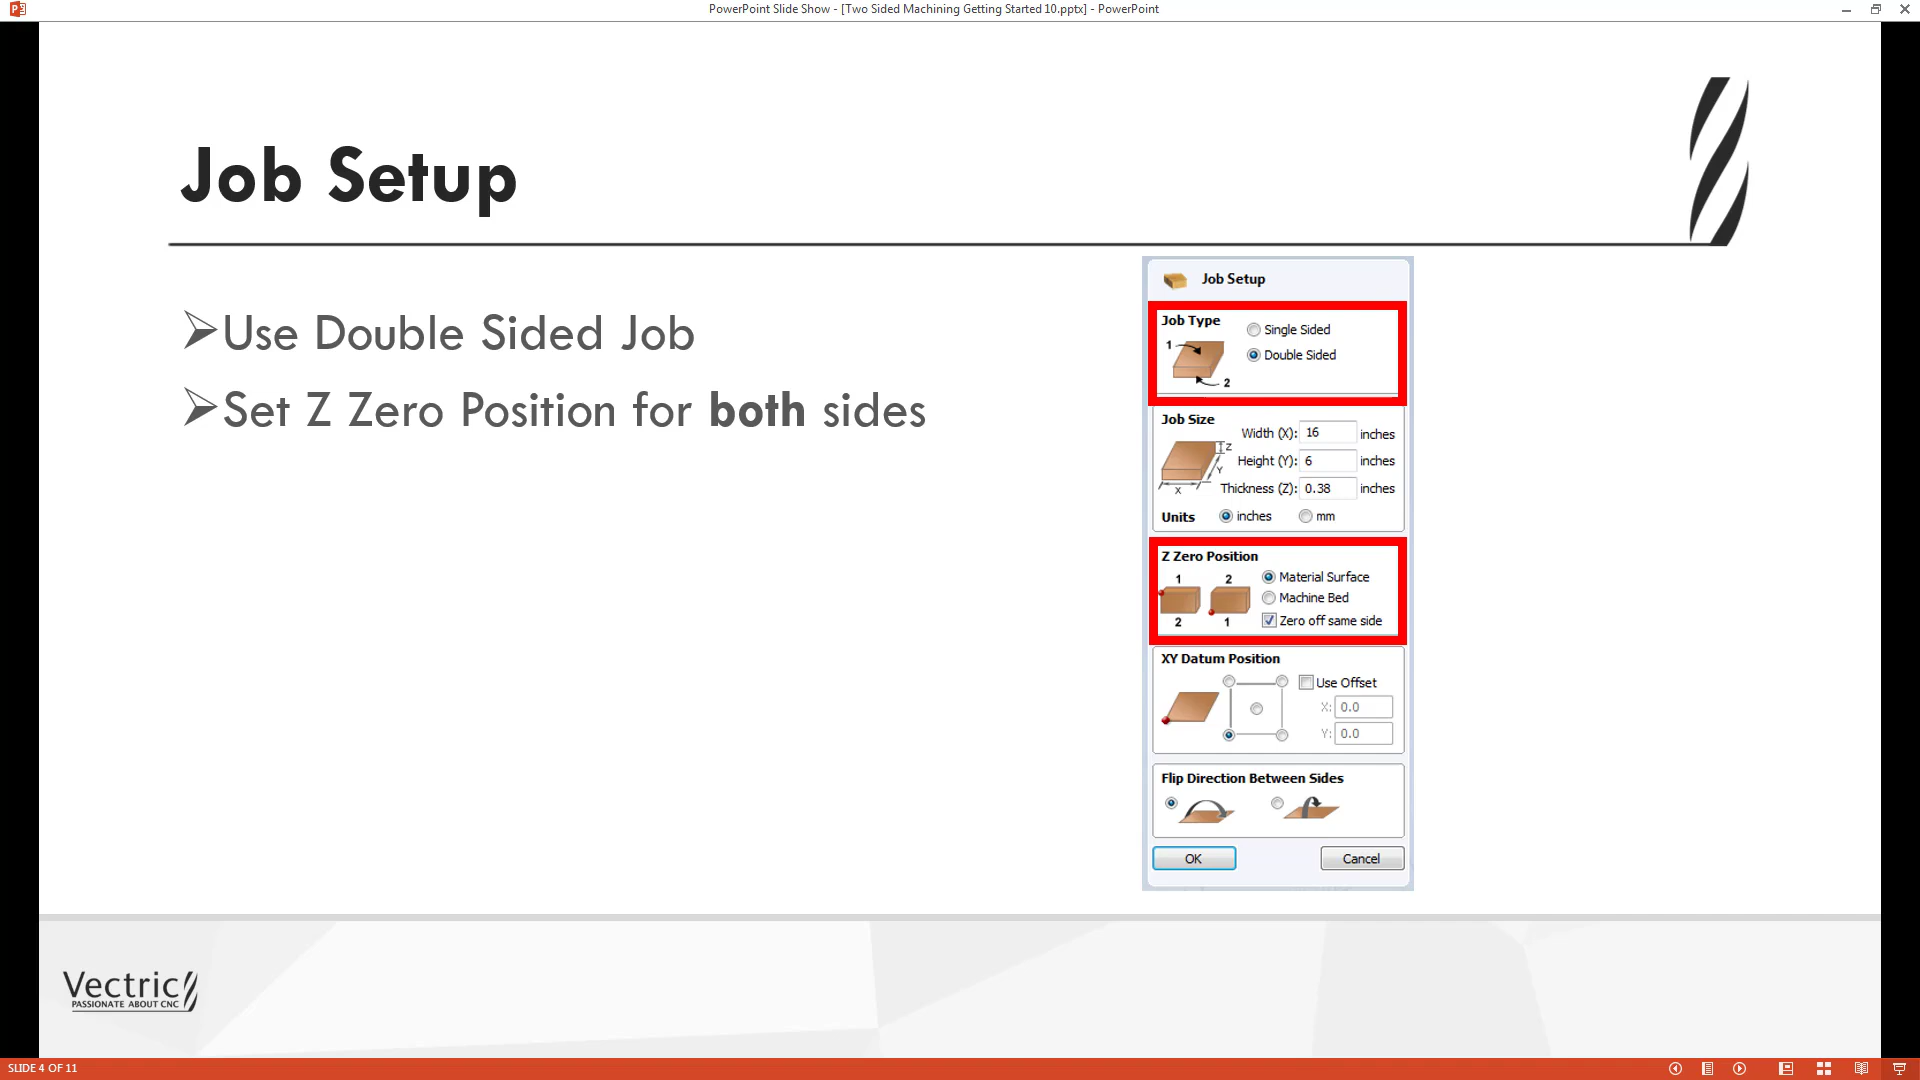 PowerPoint Slide Show - [Two Sided Machining Getting Started 10.pptx] - PowerPoint
Job Setup
➢Use Double Sided Job
➢Set Z Zero Position for both sides
Job Setup
Job Type
Single Sided
1
Double Sided
2
Job Size
Width (X): 16 inches
Z
Height (Y): 6 inches
Y
Thickness (Z): 0.38 inches
X
Units inches mm
Z Zero Position
1 2 Material Surface
Machine Bed
2 1 Zero off same side
XY Datum Position
Use Offset
X: 0.0
Y: 0.0
Flip Direction Between Sides
OK Cancel
Vectric
PASSIONATE ABOUT CNC
SLIDE 4 OF 11